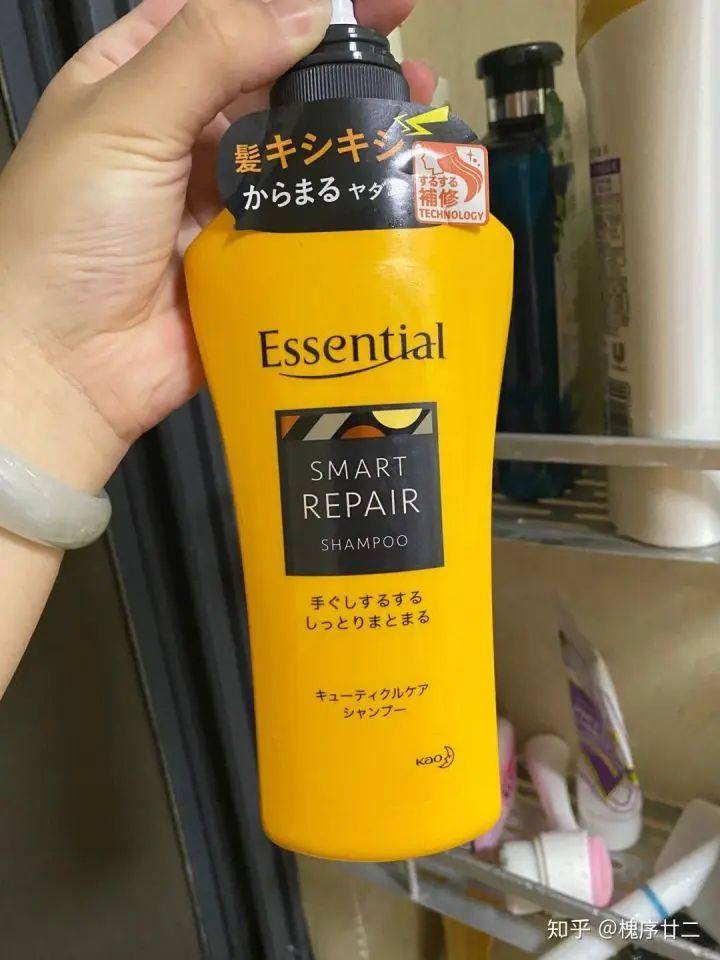 髪キシキシ
からまるヤダ
するする
補修
TECHNOLOGY
Essential
SMART
REPAIR
SHAMPOO
手ぐしするする
しっとりまとまる
キューティクルケア
シャンプー
Kao
知乎 @槐序廿二